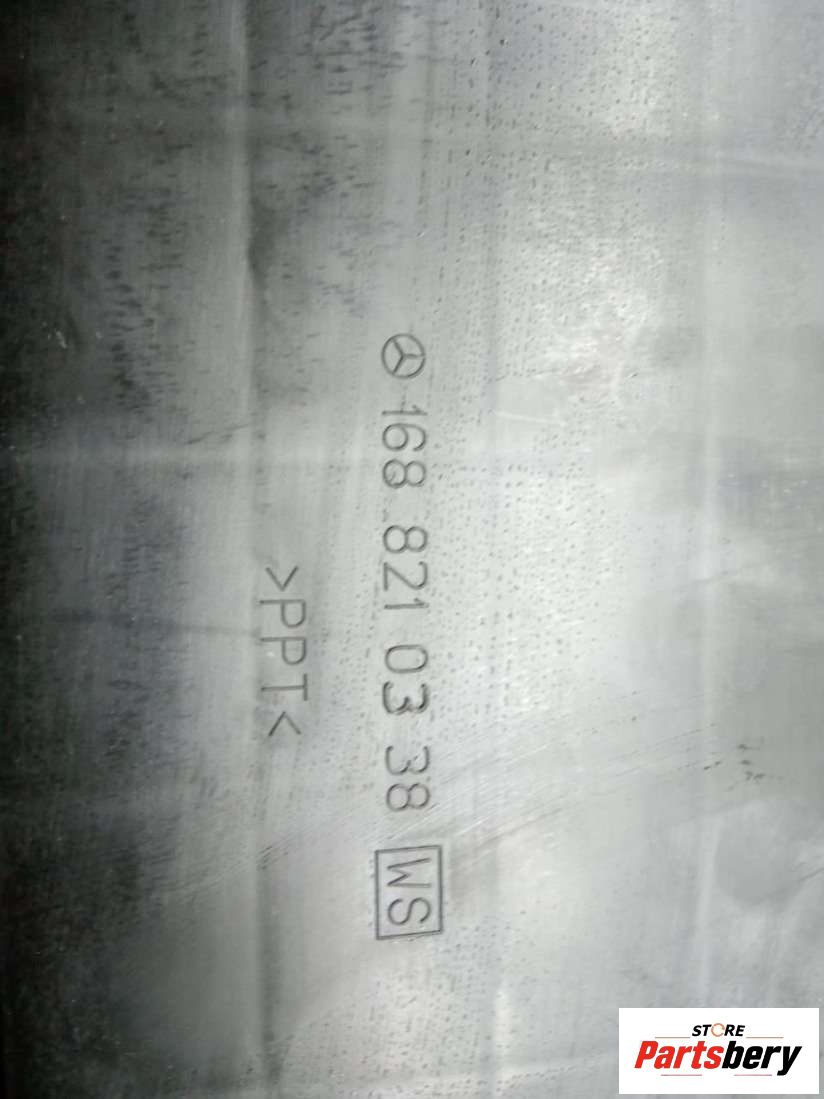 168 821 03 38 WS
>PPT<
STORE
Partsbery